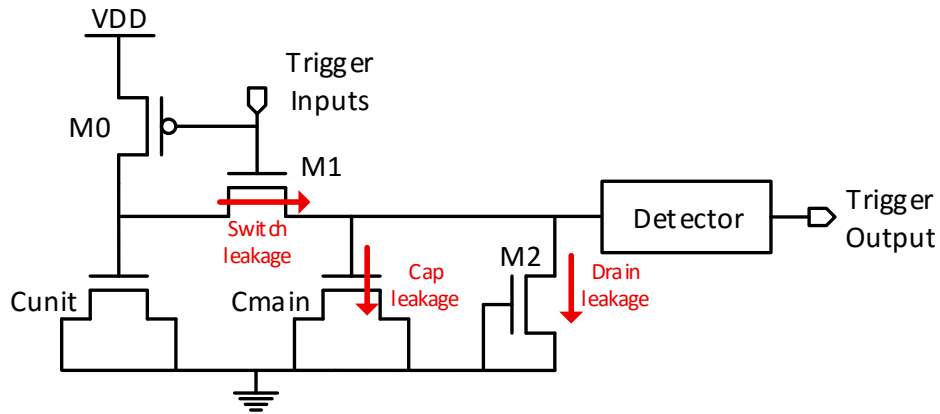 VDD
Trigger
Inputs
M0
M1
Switch
leakage
Cunit
Cmain
Cap
leakage
M2
Drain
leakage
Detector
Trigger
Output